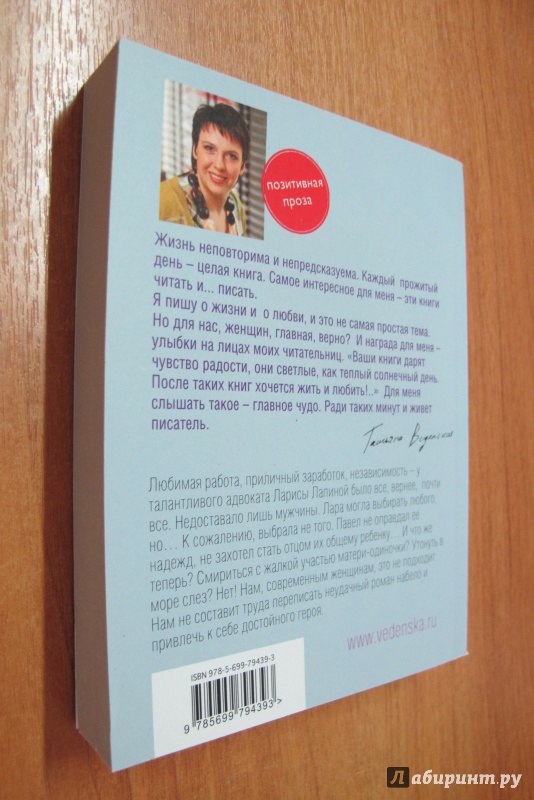 позитивная
проза
Жизнь неповторима и непредсказуема. Каждый прожитый
день – целая книга. Самое интересное для меня – эти книги
читать и... писать.
Я пишу о жизни и о любви, и это не самая простая тема.
Но для нас, женщин, главная, верно? И награда для меня –
улыбки на лицах моих читательниц. «Ваши книги дарят
чувство радости, они светлые, как теплый солнечный день.
После таких книг хочется жить и любить!..» Для меня
слышать такое – главное чудо. Ради таких минут и живет
писатель.
Татьяна Веденская
Любимая работа, приличный заработок, независимость – у
талантливого адвоката Ларисы Лапиной было все, вернее, почти
все. Недоставало лишь мужчины. Лара могла выбирать любого,
но... К сожалению, выбрала не того. Павел не оправдал ее
надежд, не захотел стать отцом их общему ребенку... И что же
теперь? Смириться с жалкой участью матери-одиночки? Утонуть в
море слез? Нет! Нам, современным женщинам, это не подходит.
Нам не составит труда переписать неудачный роман набело и
привлечь к себе достойного героя.
www.vedenska.ru
ISBN 978-5-699-79439-3
9 785699 794393 >
Лабиринт.ру